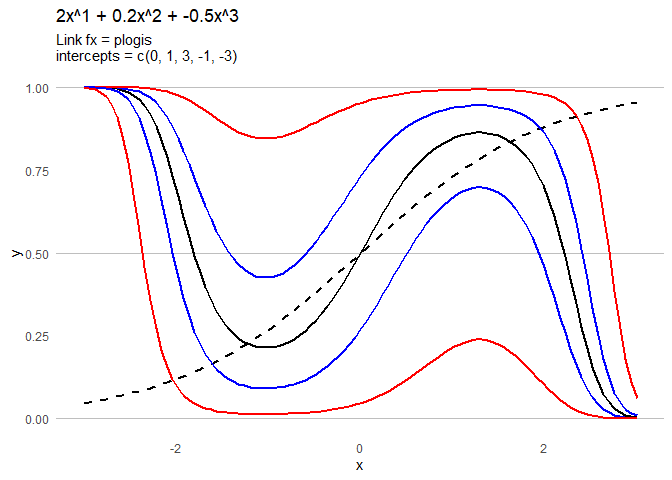 2x^1 + 0.2x^2 + -0.5x^3
Link fx = plogis
intercepts = c(0, 1, 3, -1, -3)
1.00
0.75
y
0.50
0.25
0.00
-2
0
2
x